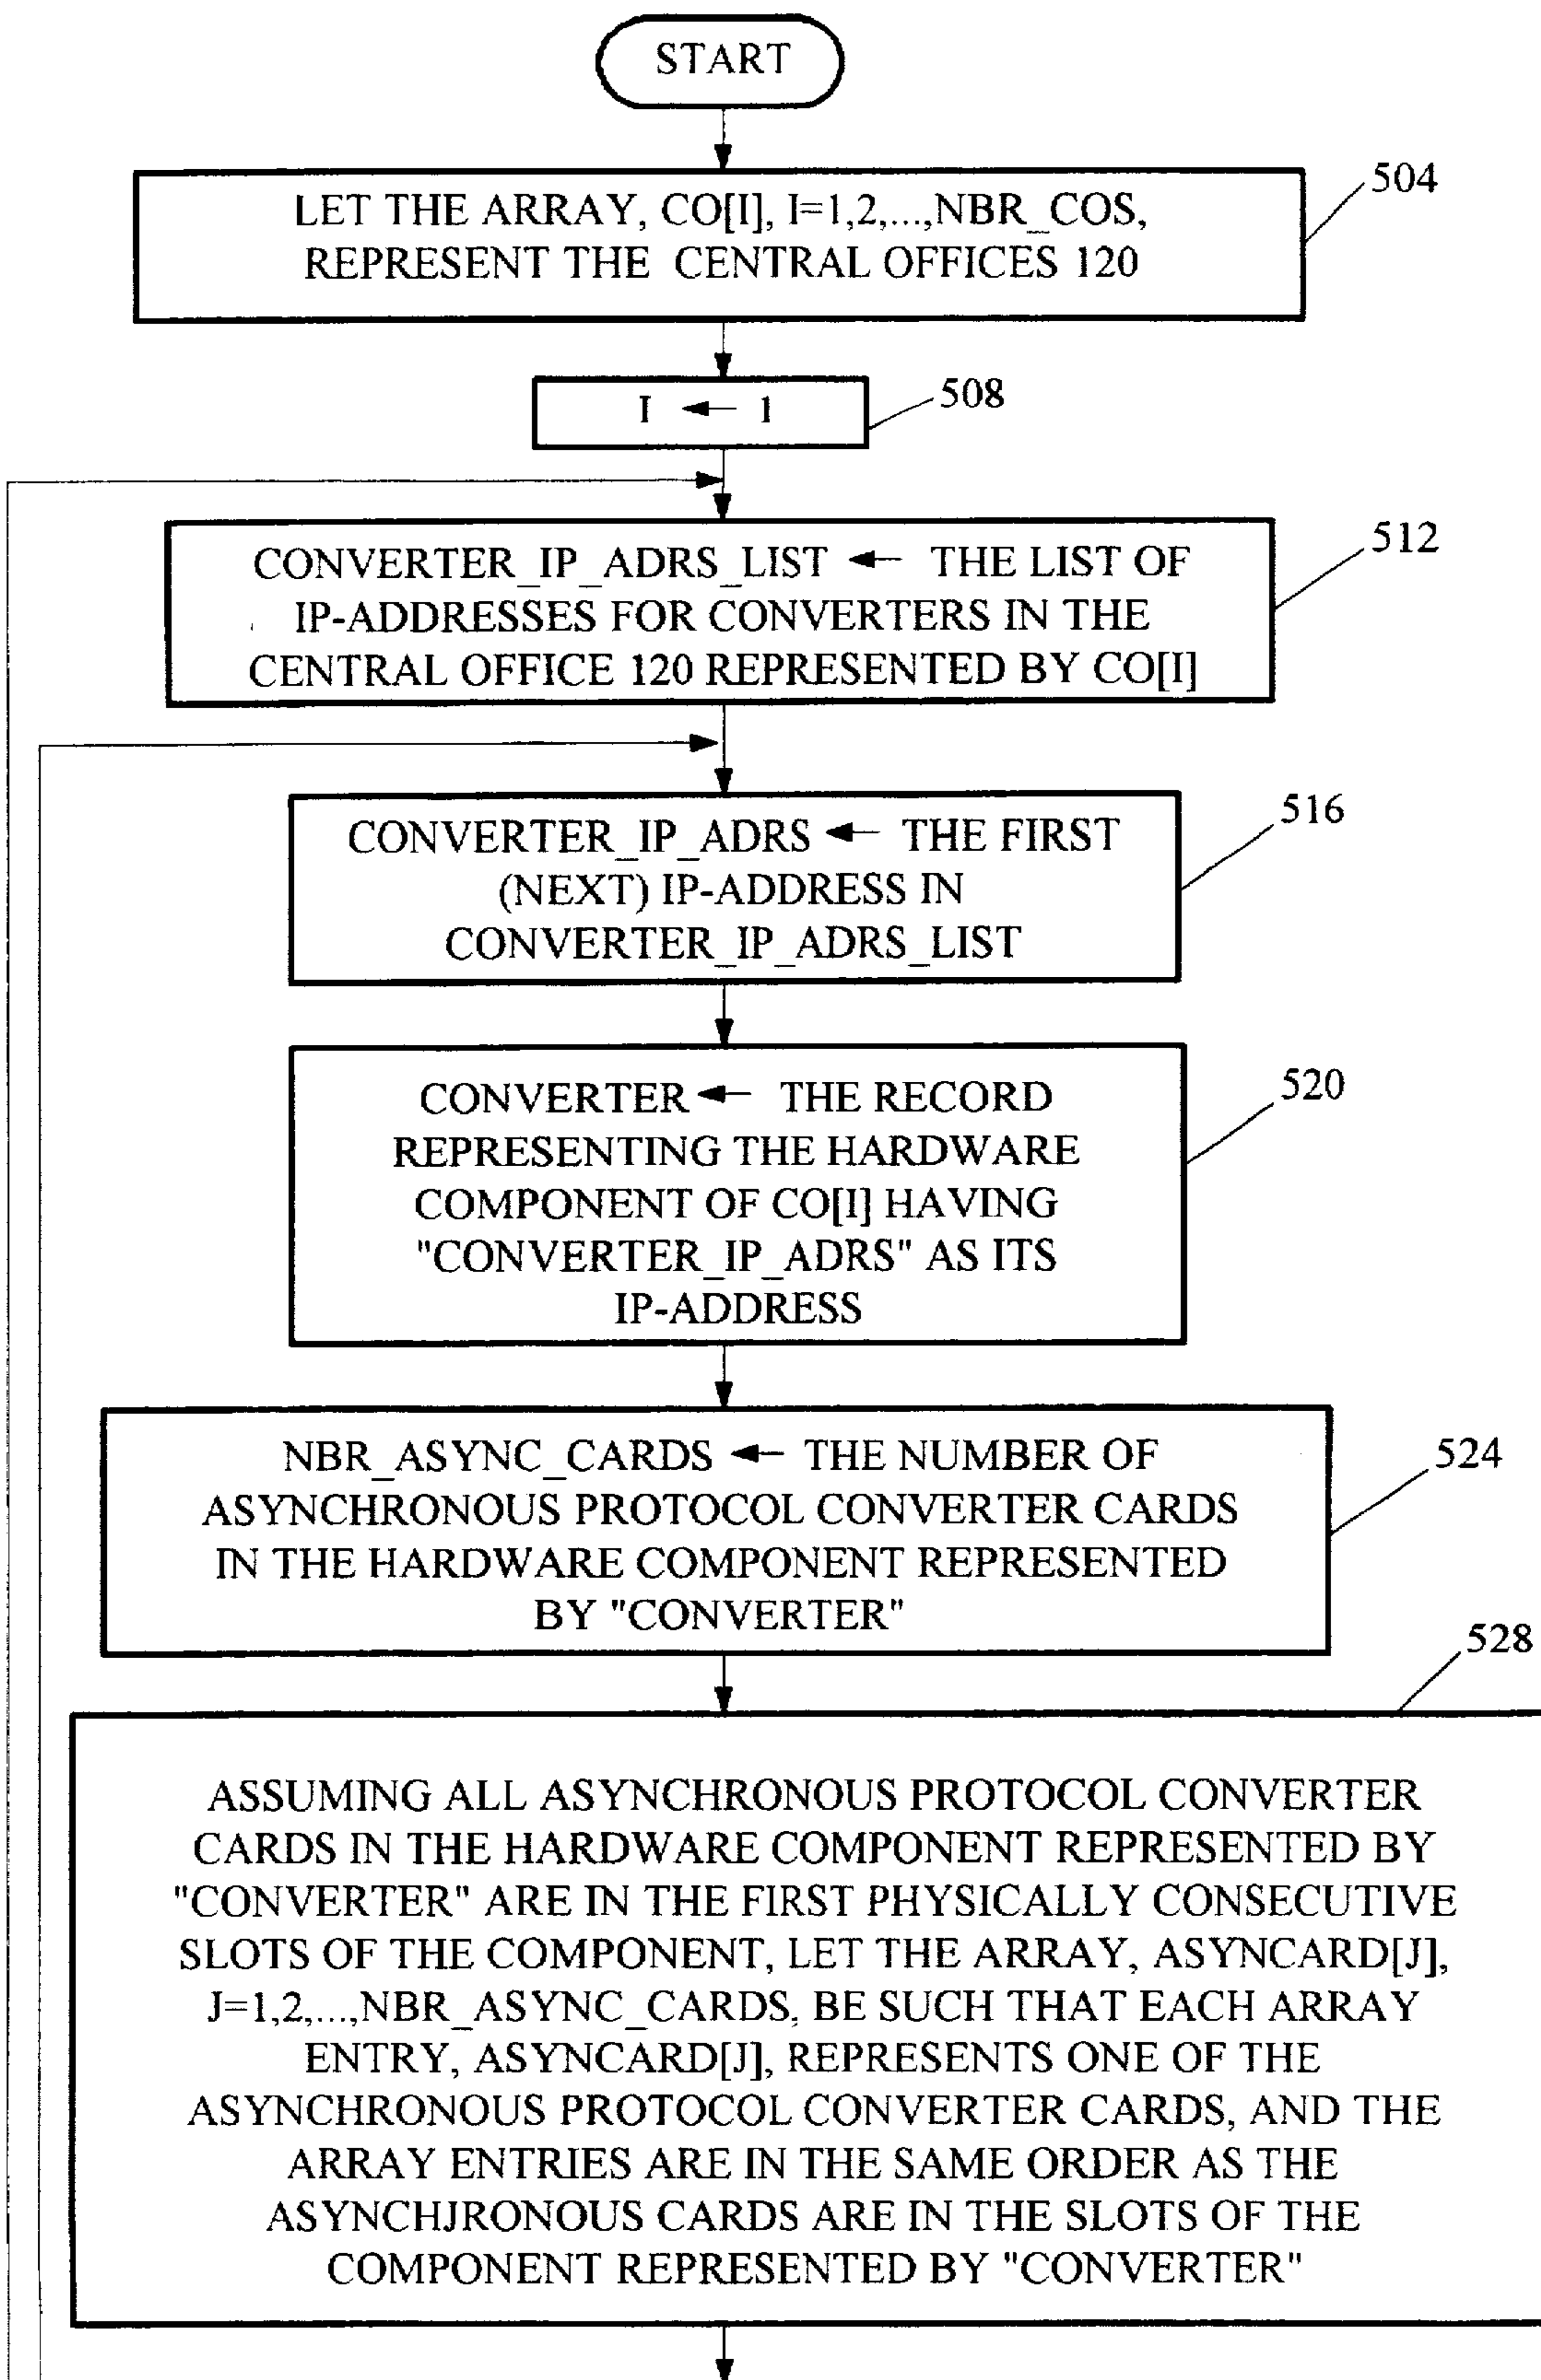 START
LET THE ARRAY, CO[I], I=1,2,...,NBR_COS,
REPRESENT THE CENTRAL OFFICES 120
504
I ← 1
508
CONVERTER_IP_ADRS_LIST ← THE LIST OF
IP-ADDRESSES FOR CONVERTERS IN THE
CENTRAL OFFICE 120 REPRESENTED BY CO[I]
512
CONVERTER_IP_ADRS ← THE FIRST
(NEXT) IP-ADDRESS IN
CONVERTER_IP_ADRS_LIST
516
CONVERTER ← THE RECORD
REPRESENTING THE HARDWARE
COMPONENT OF CO[I] HAVING
"CONVERTER_IP_ADRS" AS ITS
IP-ADDRESS
520
NBR_ASYNC_CARDS ← THE NUMBER OF
ASYNCHRONOUS PROTOCOL CONVERTER CARDS
IN THE HARDWARE COMPONENT REPRESENTED
BY "CONVERTER"
524
528
ASSUMING ALL ASYNCHRONOUS PROTOCOL CONVERTER
CARDS IN THE HARDWARE COMPONENT REPRESENTED BY
"CONVERTER" ARE IN THE FIRST PHYSICALLY CONSECUTIVE
SLOTS OF THE COMPONENT, LET THE ARRAY, ASYNCARD[J],
J=1,2,...,NBR_ASYNC_CARDS, BE SUCH THAT EACH ARRAY
ENTRY, ASYNCARD[J], REPRESENTS ONE OF THE
ASYNCHRONOUS PROTOCOL CONVERTER CARDS, AND THE
ARRAY ENTRIES ARE IN THE SAME ORDER AS THE
ASYNCHJRONOUS CARDS ARE IN THE SLOTS OF THE
COMPONENT REPRESENTED BY "CONVERTER"